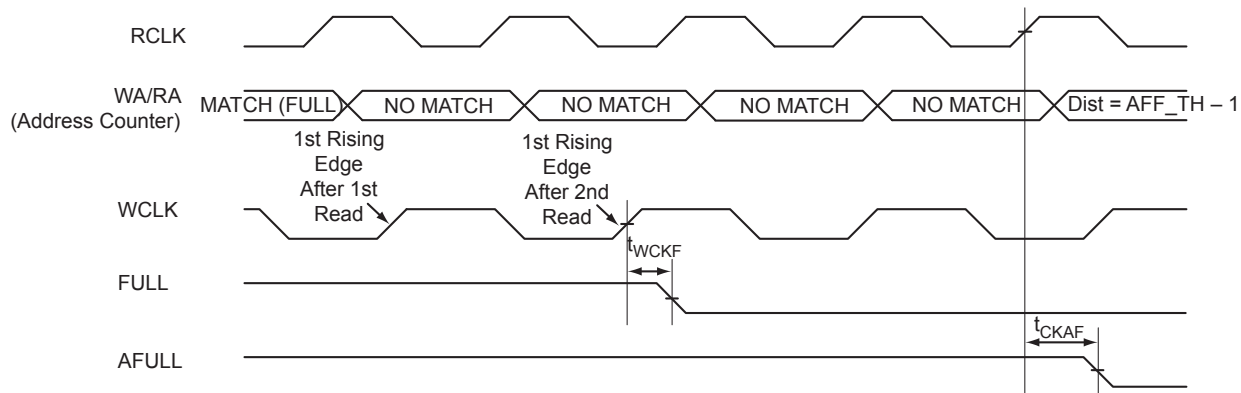 RCLK
WA/RA
(Address Counter)
MATCH (FULL) NO MATCH NO MATCH NO MATCH NO MATCH Dist = AFF_TH – 1
1st Rising
Edge
After 1st
Read
1st Rising
Edge
After 2nd
Read
WCLK
tWCKF
FULL
tCKAF
AFULL